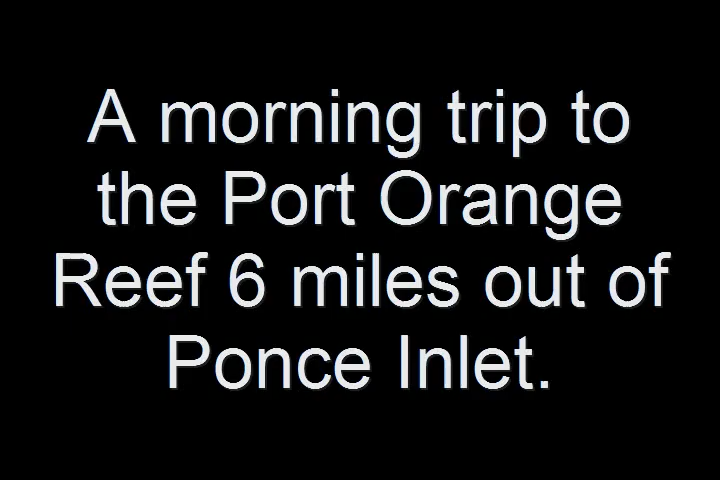 A morning trip to
the Port Orange
Reef 6 miles out of
Ponce Inlet.